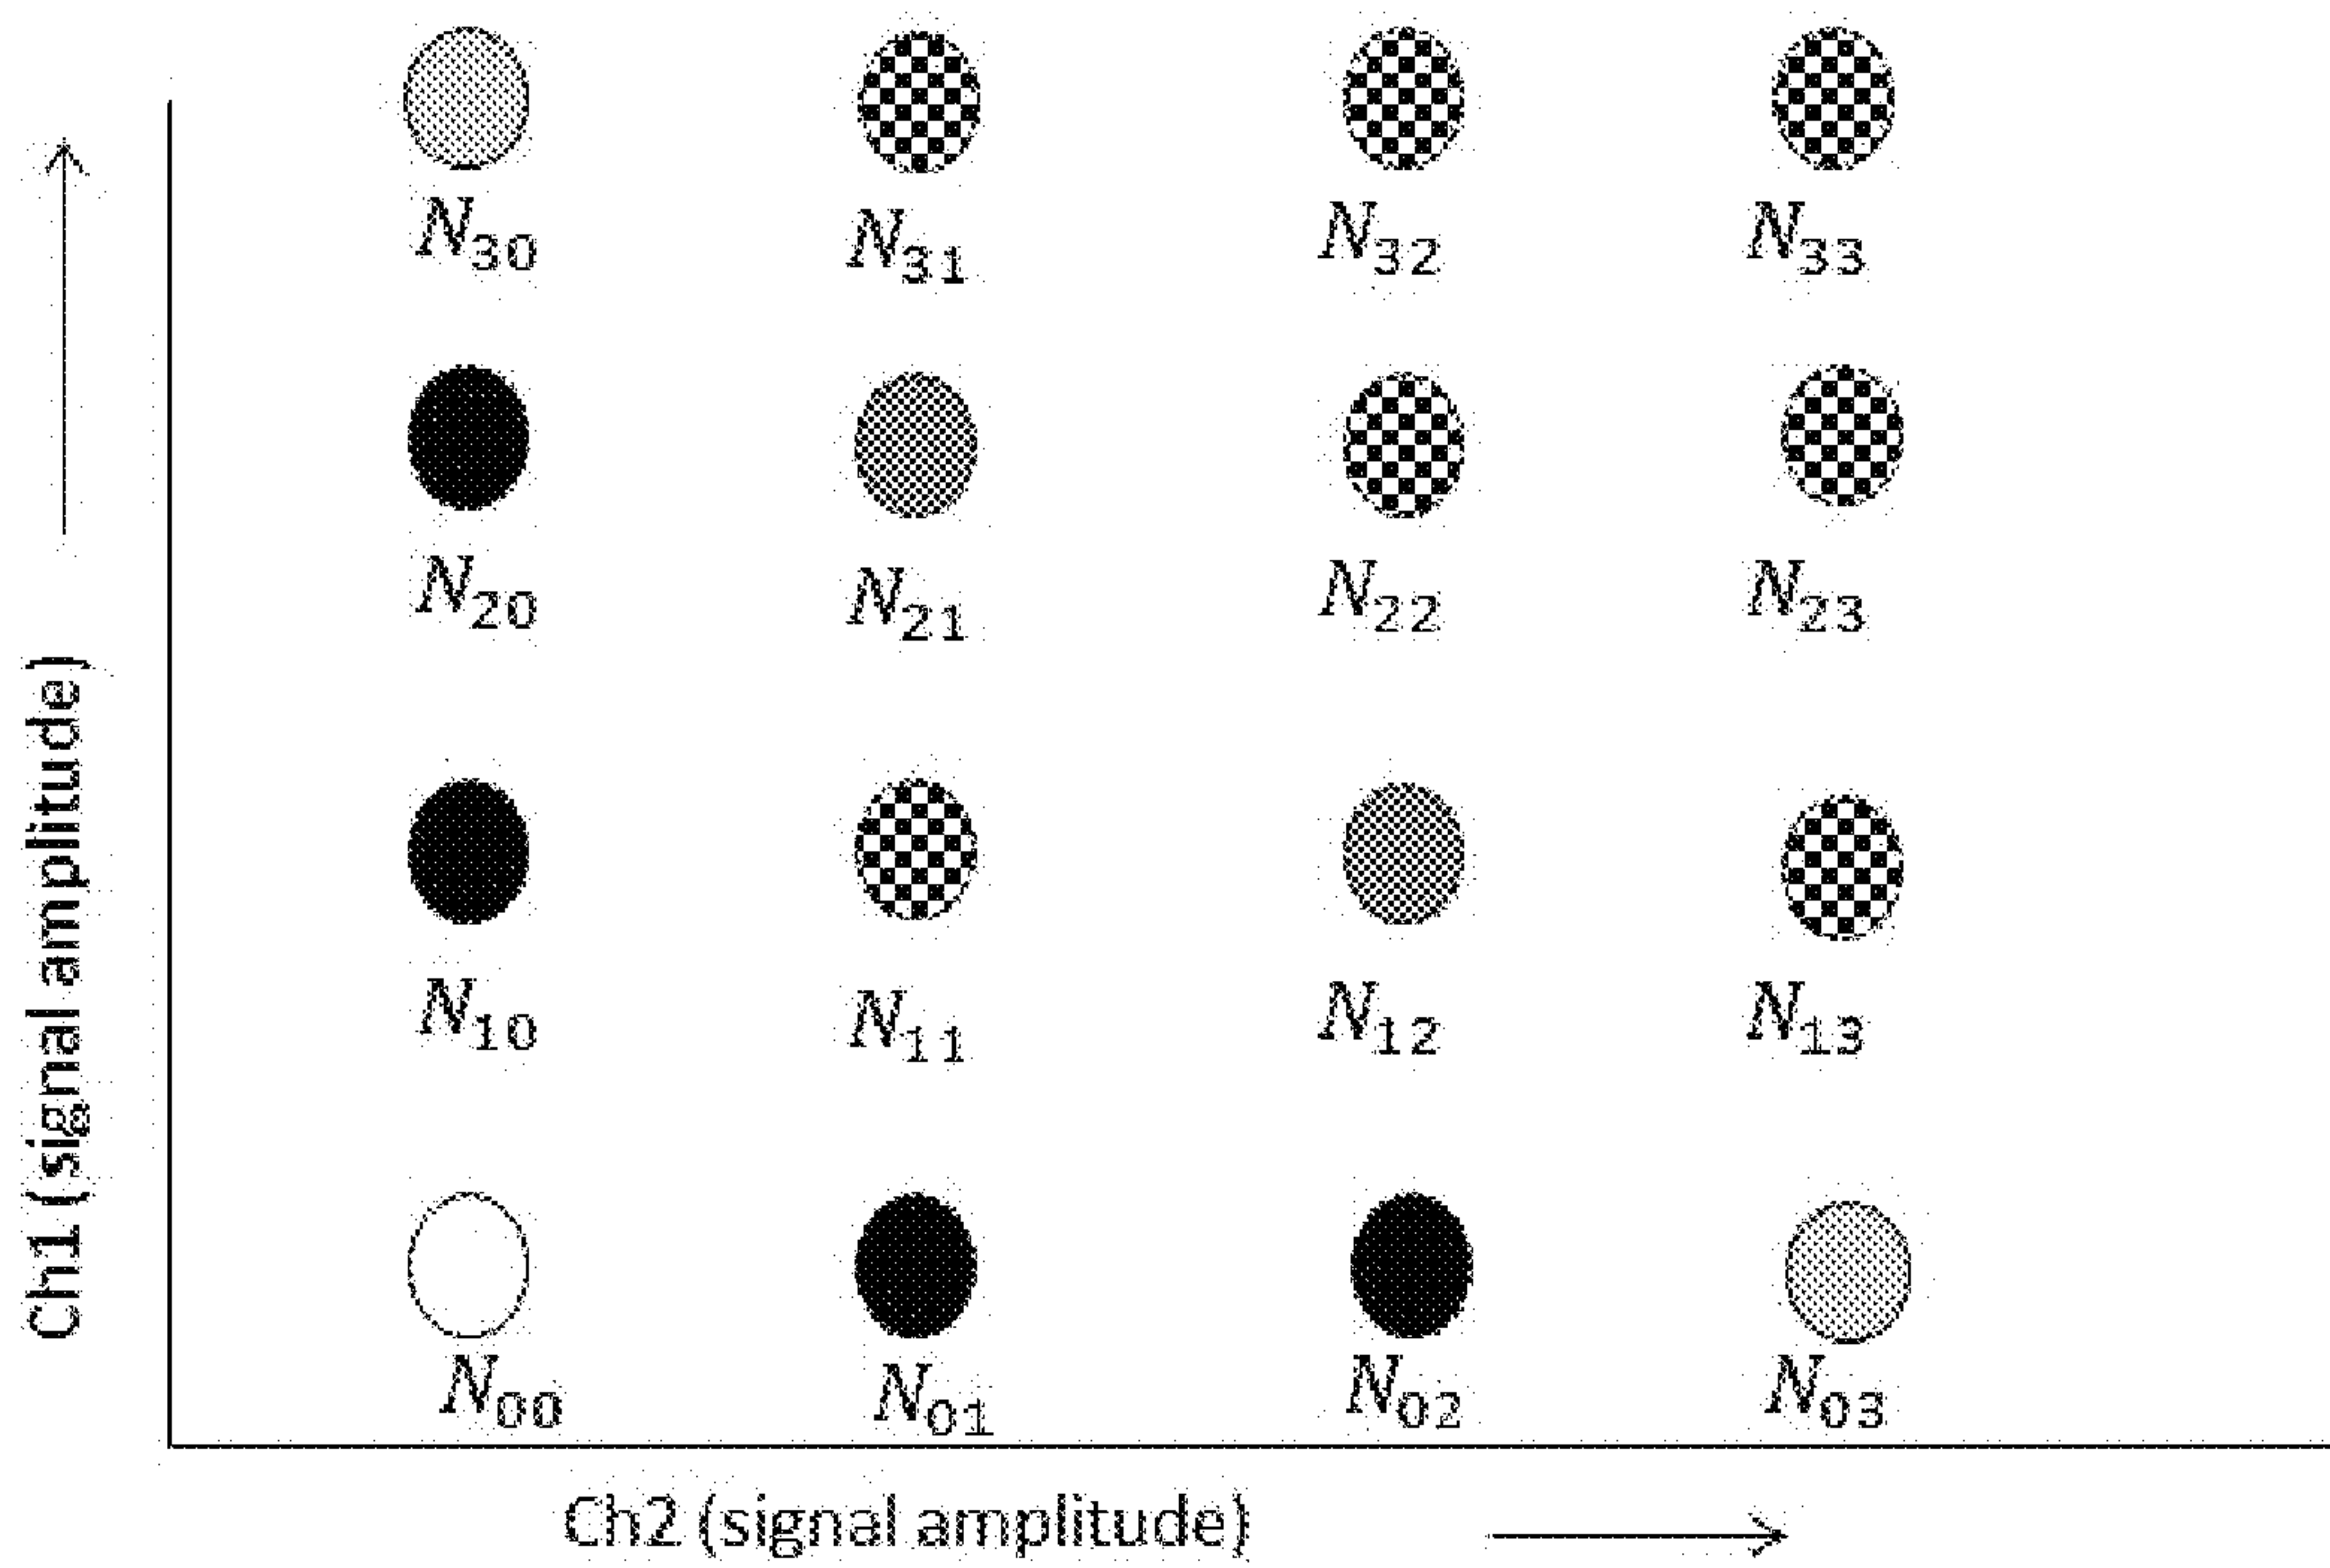 N30 N31 N32 N33
N20 N21 N22 N23
N10 N11 N12 N13
N00 N01 N02 N03
Ch1 (signal amplitude)
Ch2 (signal amplitude)